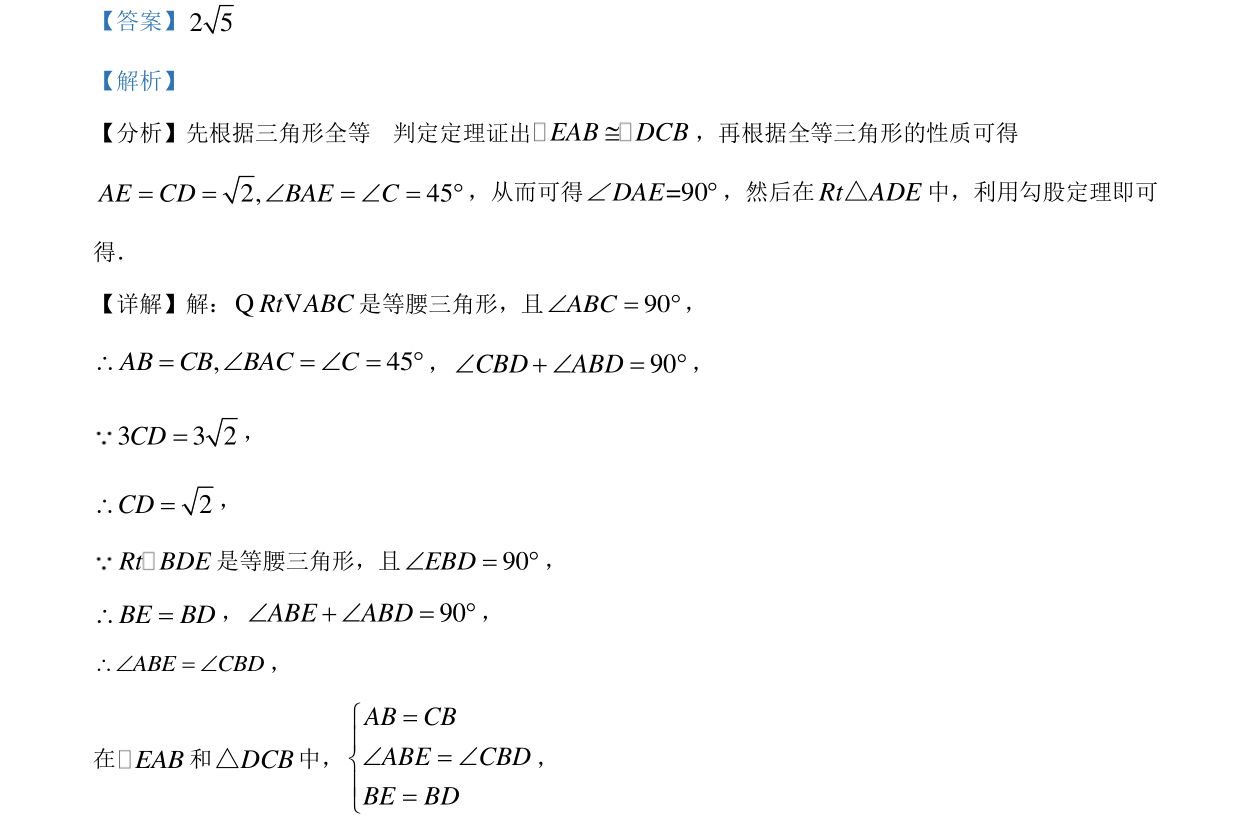 【答案】2√5
【解析】
【分析】先根据三角形全等 判定定理证出□EAB≅□DCB，再根据全等三角形的性质可得
AE = CD = √2,∠BAE = ∠C = 45°，从而可得∠DAE=90°，然后在Rt△ADE中，利用勾股定理即可
得．
【详解】解：Q RtVABC是等腰三角形，且∠ABC = 90°，
∴AB = CB,∠BAC = ∠C = 45°，∠CBD + ∠ABD = 90°，
∵3CD = 3√2，
∴CD = √2，
∵Rt□BDE是等腰三角形，且∠EBD = 90°，
∴BE = BD，∠ABE + ∠ABD = 90°，
∴∠ABE = ∠CBD，
在□EAB和△DCB中，{AB = CB
∠ABE = ∠CBD，
BE = BD